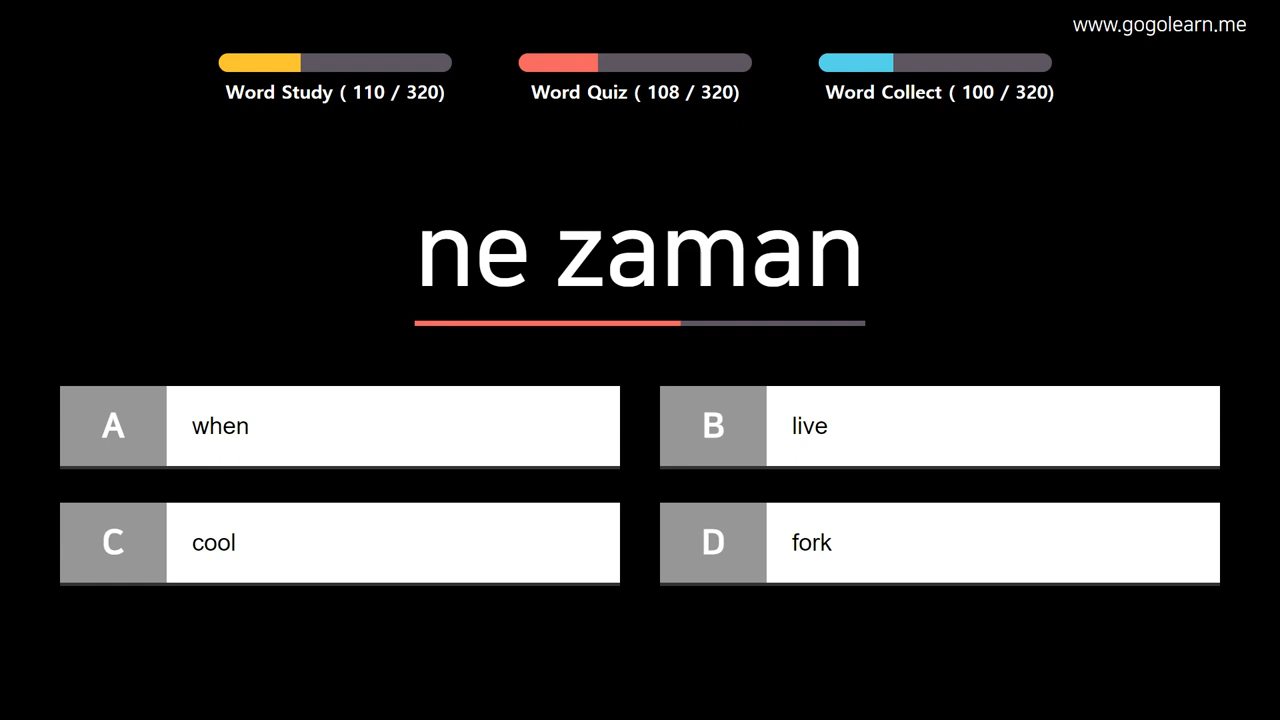 www.gogolearn.me
Word Study ( 110 / 320)
Word Quiz ( 108 / 320)
Word Collect ( 100 / 320)
ne zaman
A when
B live
C cool
D fork